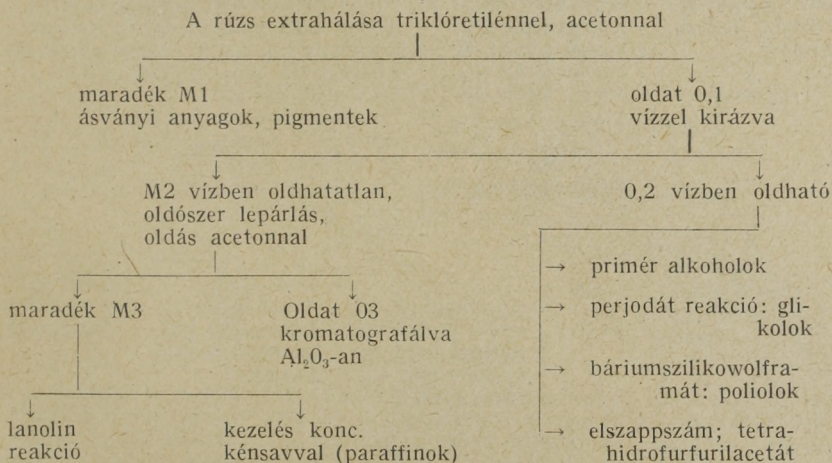 A rúzs extrahálása triklóretilénnel, acetonnal
maradék M1
ásványi anyagok, pigmentek
oldat 0,1
vízzel kirázva
M2 vízben oldhatatlan,
oldószer lepárlás,
oldás acetonnal
0,2 vízben oldható
maradék M3
Oldat 03
kromatografálva
Al₂O₃-an
lanolin
reakció
kezelés konc.
kénsavval (paraffinok)
→ primér alkoholok
→ perjodát reakció: gli-
kolok
→ báriumszilikowolfra-
mát: poliolok
→ elszappszám; tetra-
hidrofurfurilacetát